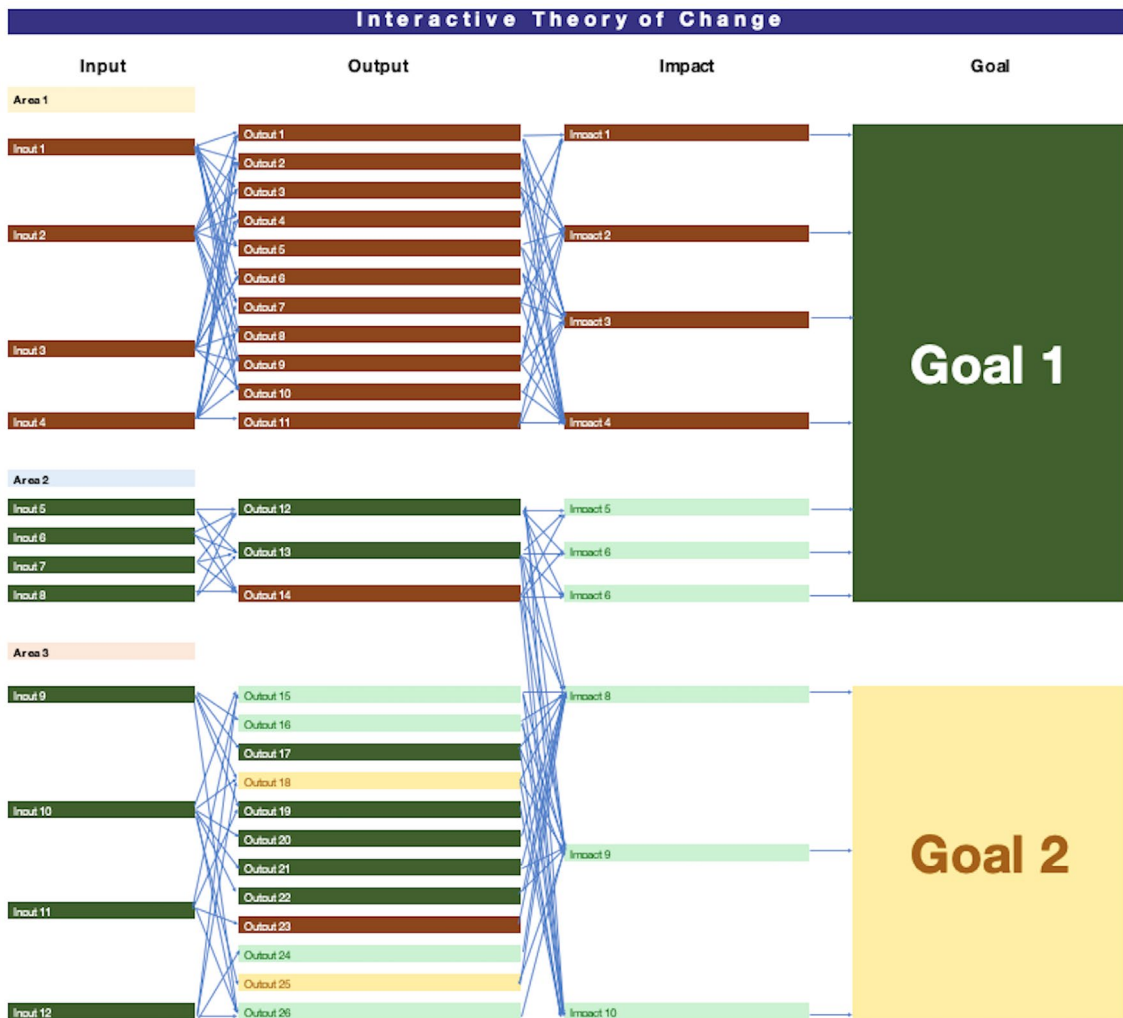 Interactive Theory of Change
Input
Output
Impact
Goal
Area 1
Input 1
Input 2
Input 3
Input 4
Output 1
Output 2
Output 3
Output 4
Output 5
Output 6
Output 7
Output 8
Output 9
Output 10
Output 11
Impact 1
Impact 2
Impact 3
Impact 4
Goal 1
Area 2
Input 5
Input 6
Input 7
Input 8
Output 12
Output 13
Output 14
Impact 5
Impact 6
Impact 6
Area 3
Input 9
Input 10
Input 11
Input 12
Output 15
Output 16
Output 17
Output 18
Output 19
Output 20
Output 21
Output 22
Output 23
Output 24
Output 25
Output 26
Impact 8
Impact 9
Impact 10
Goal 2